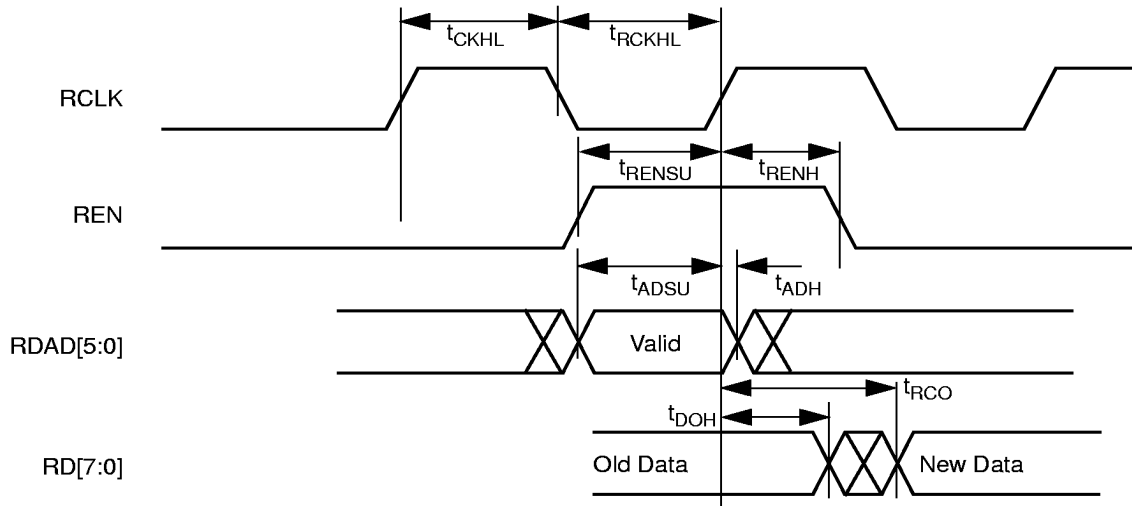 tCKHL tRCKHL
RCLK
tRENSU tRENH
REN
tADSU tADH
RDAD[5:0] Valid
tRCO
tDOH
RD[7:0] Old Data New Data